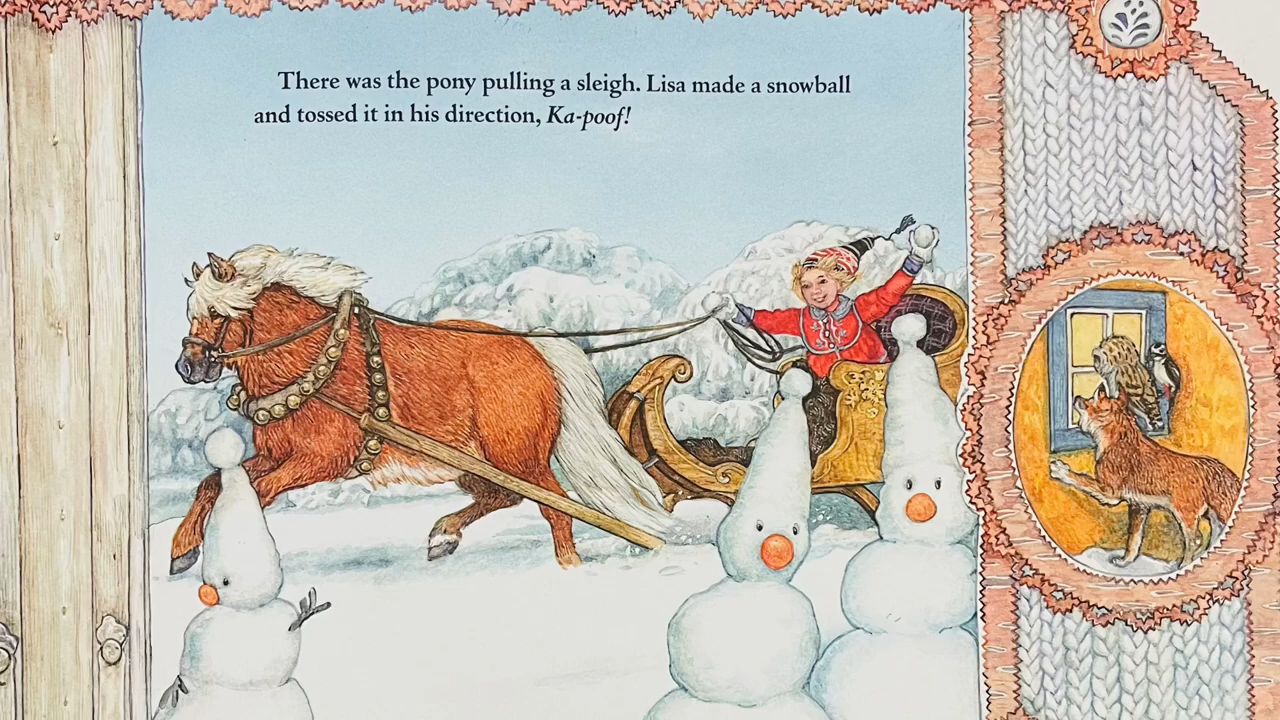 There was the pony pulling a sleigh. Lisa made a snowball
and tossed it in his direction, Ka-poof!